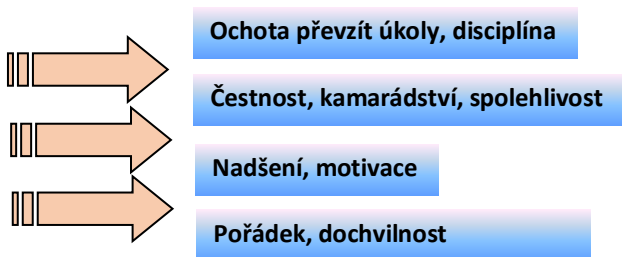 Ochota převzít úkoly, disciplína
Čestnost, kamarádství, spolehlivost
Nadšení, motivace
Pořádek, dochvilnost